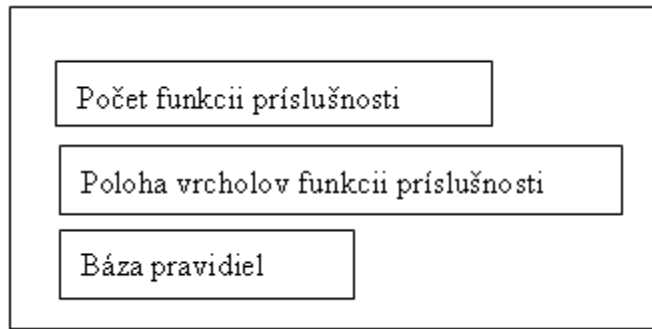 Počet funkcii príslušnosti
Poloha vrcholov funkcii príslušnosti
Báza pravidiel